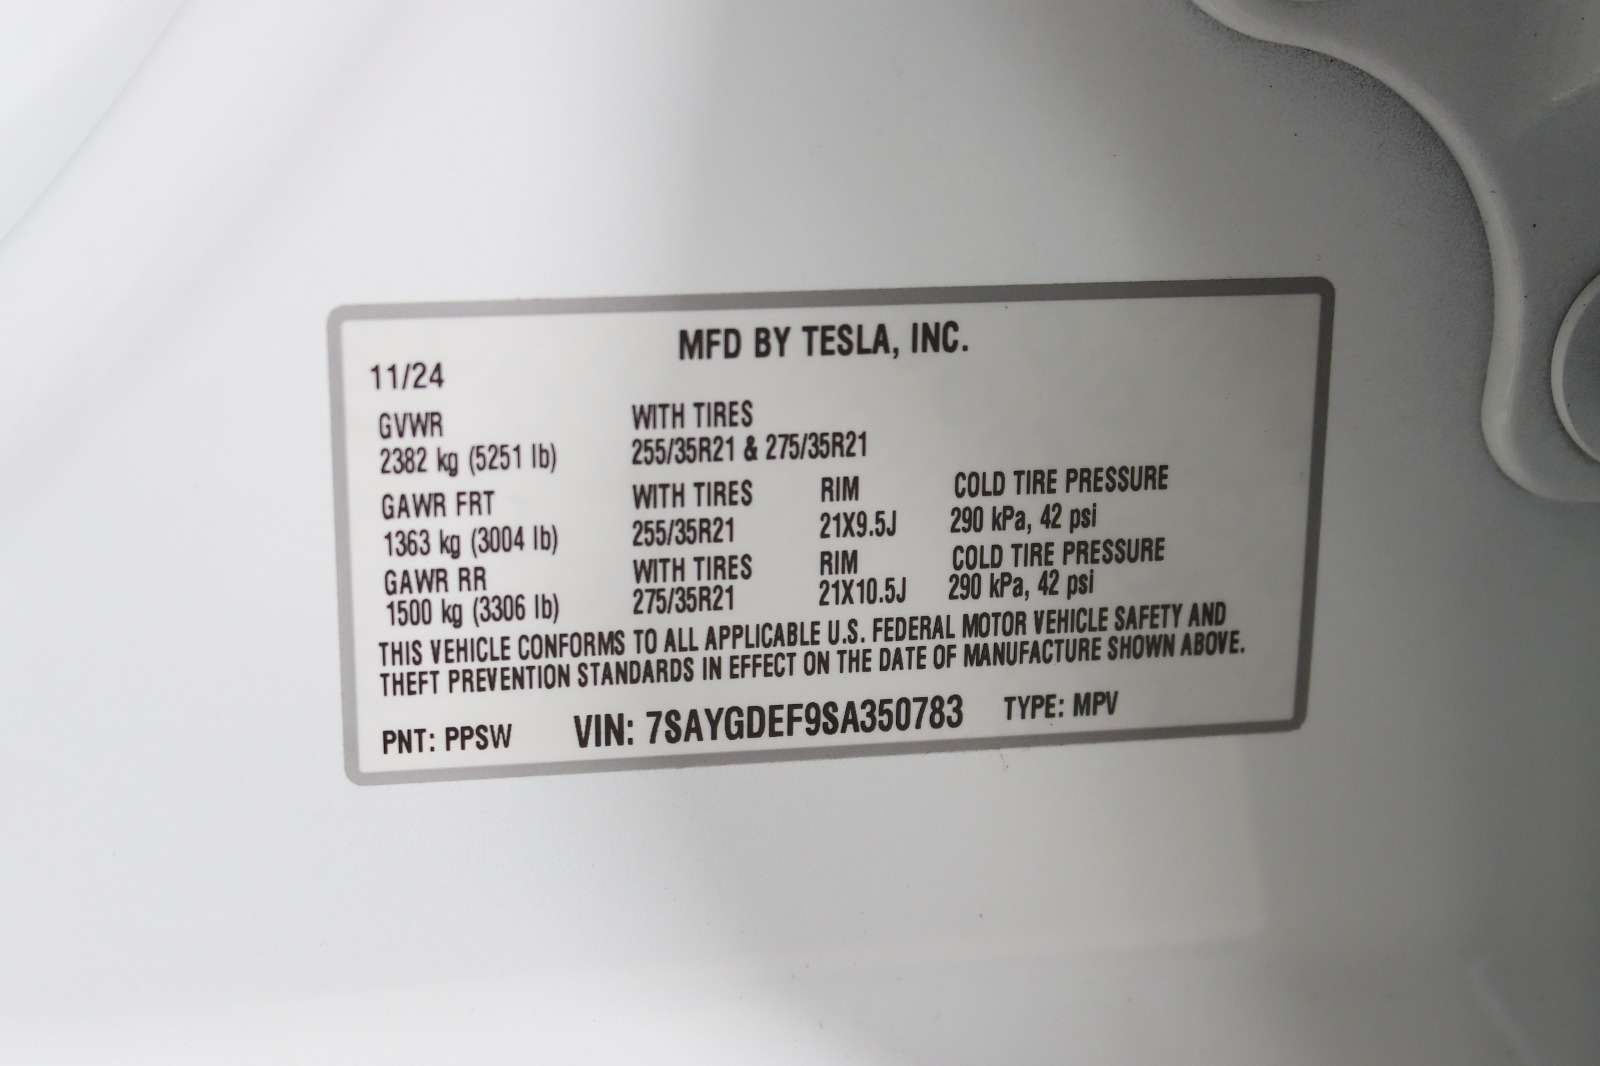 MFD BY TESLA, INC.
11/24
GVWR WITH TIRES
2382 kg (5251 lb) 255/35R21 & 275/35R21
GAWR FRT WITH TIRES RIM COLD TIRE PRESSURE
1363 kg (3004 lb) 255/35R21 21X9.5J 290 kPa, 42 psi
GAWR RR WITH TIRES RIM COLD TIRE PRESSURE
1500 kg (3306 lb) 275/35R21 21X10.5J 290 kPa, 42 psi
THIS VEHICLE CONFORMS TO ALL APPLICABLE U.S. FEDERAL MOTOR VEHICLE SAFETY AND
THEFT PREVENTION STANDARDS IN EFFECT ON THE DATE OF MANUFACTURE SHOWN ABOVE.
PNT: PPSW VIN: 7SAYGDEF9SA350783 TYPE: MPV